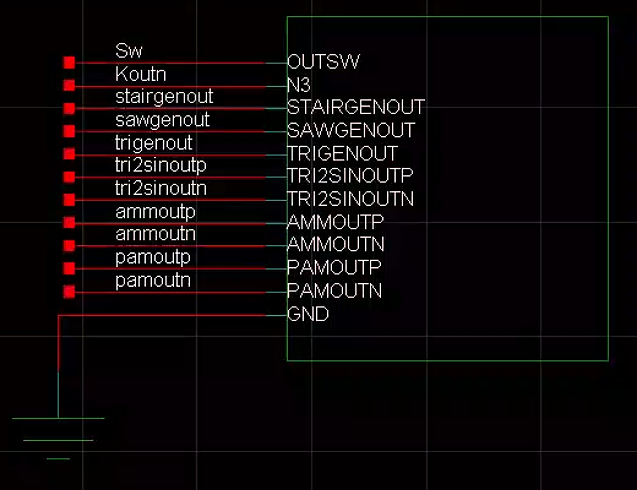 Sw OUTSW
Koutn N3
stairgenout STAIRGENOUT
sawgenout SAWGENOUT
trigenout TRIGENOUT
tri2sinoutp TRI2SINOUTP
tri2sinoutn TRI2SINOUTN
ammoutp AMMOUTP
ammoutn AMMOUTN
pamoutp PAMOUTP
pamoutn PAMOUTN
GND